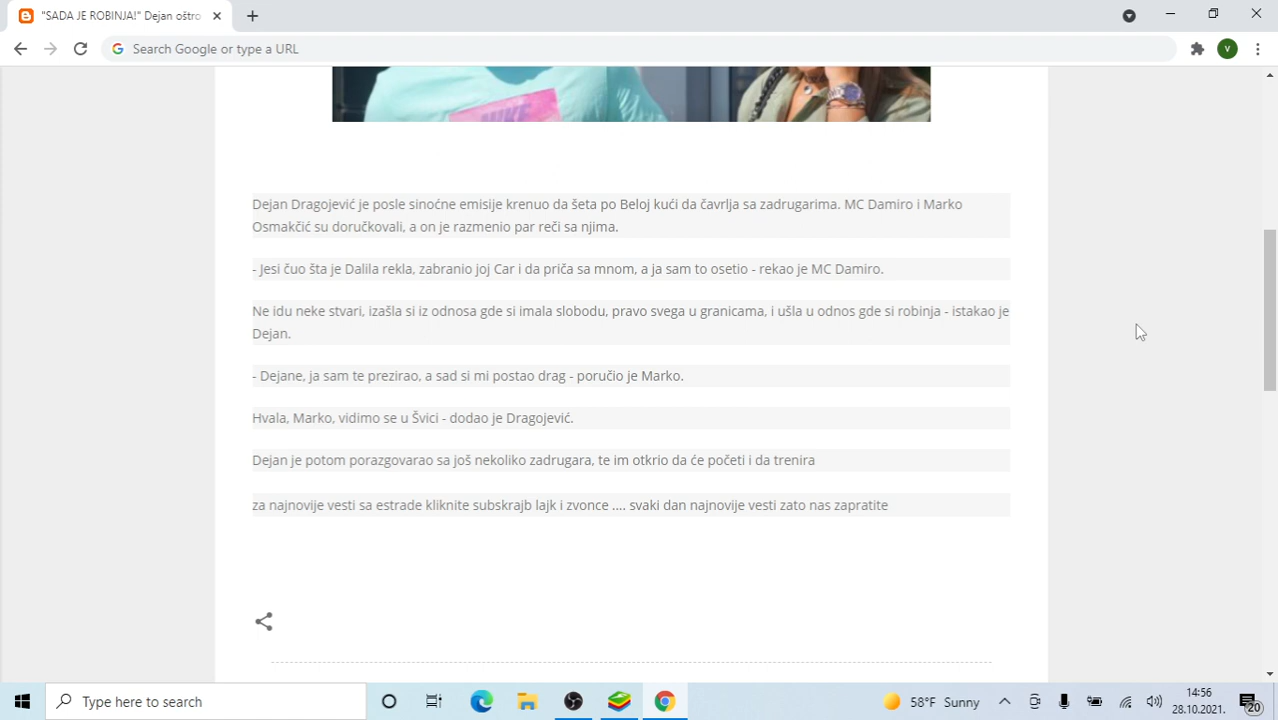 "SADA JE ROBINJA!" Dejan oštro
Search Google or type a URL
V
NIKE
Dejan Dragojević je posle sinoćne emisije krenuo da šeta po Beloj kući da čavrlja sa zadrugarima. MC Damiro i Marko
Osmakčić su doručkovali, a on je razmenio par reči sa njima.
- Jesi čuo šta je Dalila rekla, zabranio joj Car i da priča sa mnom, a ja sam to osetio - rekao je MC Damiro.
Ne idu neke stvari, izašla si iz odnosa gde si imala slobodu, pravo svega u granicama, i ušla u odnos gde si robinja - istakao je
Dejan.
- Dejane, ja sam te prezirao, a sad si mi postao drag - poručio je Marko.
Hvala, Marko, vidimo se u Švici - dodao je Dragojević.
Dejan je potom porazgovarao sa još nekoliko zadrugara, te im otkrio da će početi i da trenira
za najnovije vesti sa estrade kliknite subskrajb lajk i zvonce .... svaki dan najnovije vesti zato nas zapratite
Type here to search
58°F Sunny
14:56
28.10.2021.
20